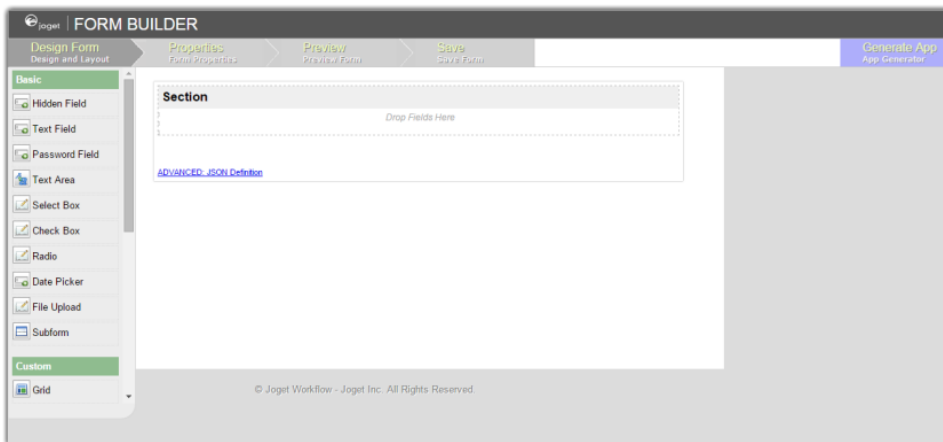 joget | FORM BUILDER
Design Form
Design and Layout
Properties
Form Properties
Preview
Preview Form
Save
Save Form
Generate App
App Generator
Basic
Hidden Field
Text Field
Password Field
Text Area
Select Box
Check Box
Radio
Date Picker
File Upload
Subform
Custom
Grid
Section
Drop Fields Here
ADVANCED: JSON Definition
© Joget Workflow - Joget Inc. All Rights Reserved.